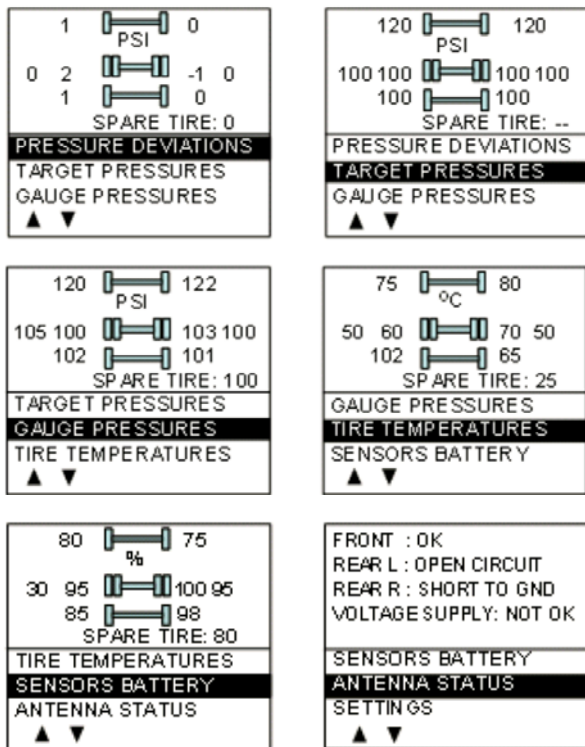 1 0
PSI
0 2 -1 0
1 0
SPARE TIRE: 0
PRESSURE DEVIATIONS
TARGET PRESSURES
GAUGE PRESSURES
120 120
PSI
100 100 100 100
100 100
SPARE TIRE: --
PRESSURE DEVIATIONS
TARGET PRESSURES
GAUGE PRESSURES
120 122
PSI
105 100 103 100
102 101
SPARE TIRE: 100
TARGET PRESSURES
GAUGE PRESSURES
TIRE TEMPERATURES
75 80
ºC
50 60 70 50
102 65
SPARE TIRE: 25
GAUGE PRESSURES
TIRE TEMPERATURES
SENSORS BATTERY
80 75
%
30 95 100 95
85 98
SPARE TIRE: 80
TIRE TEMPERATURES
SENSORS BATTERY
ANTENNA STATUS
FRONT : OK
REAR L : OPEN CIRCUIT
REAR R : SHORT TO GND
VOLTAGE SUPPLY: NOT OK
SENSORS BATTERY
ANTENNA STATUS
SETTINGS